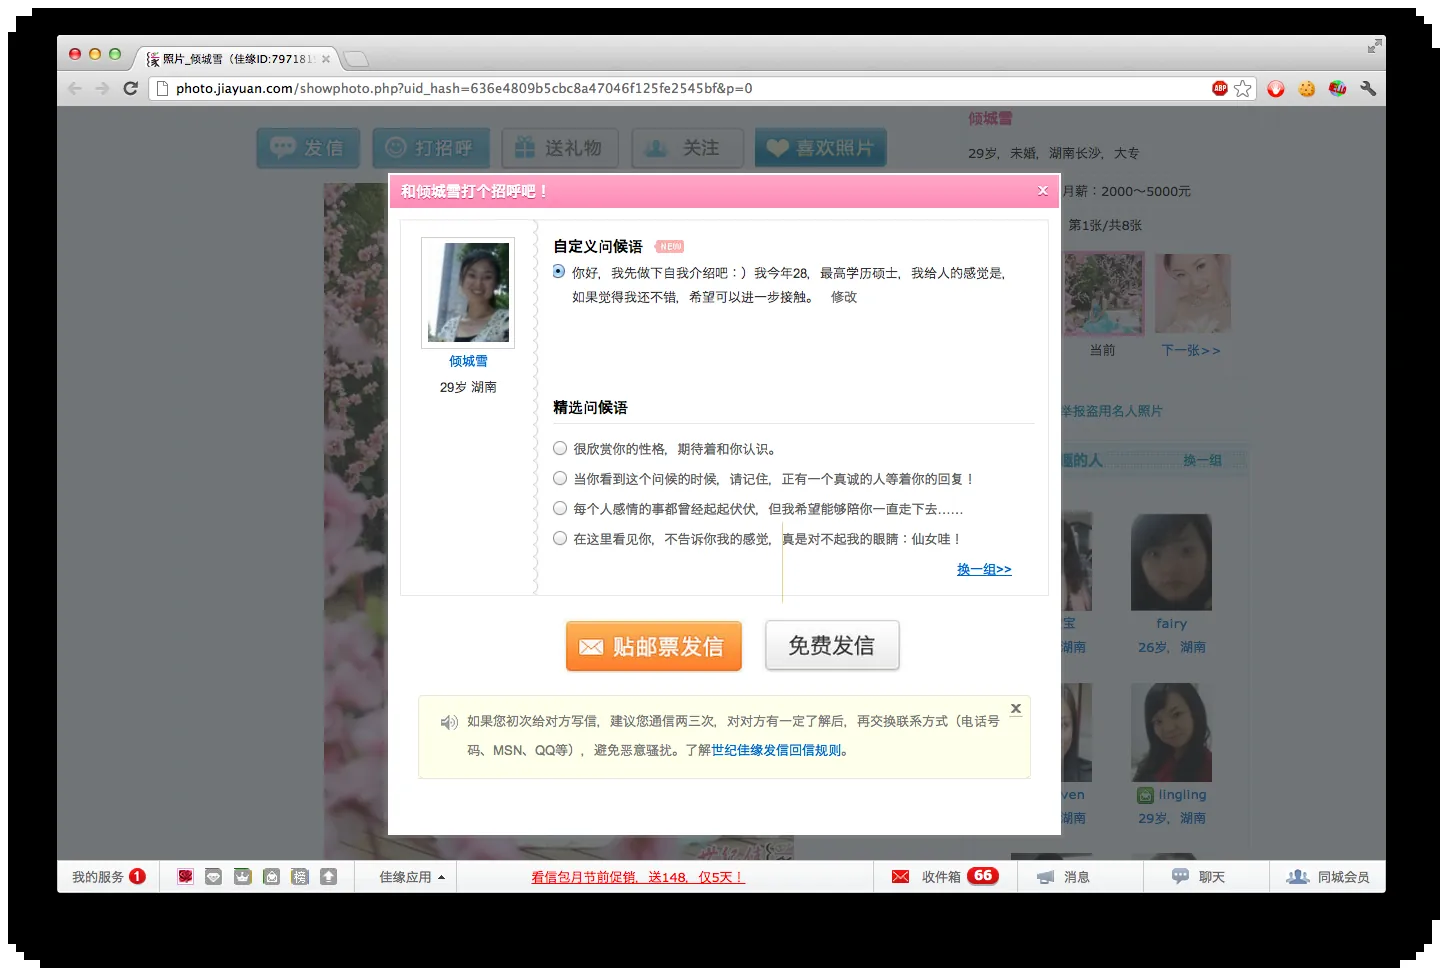 照片_倾城雪（佳缘ID:797181
photo.jiayuan.com/showphoto.php?uid_hash=636e4809b5cbc8a47046f125fe2545bf&p=0
ABP
发信
打招呼
送礼物
关注
喜欢照片
倾城雪
29岁，未婚，湖南长沙，大专
月薪：2000～5000元
第1张/共8张
当前
下一张>>
举报盗用名人照片
的人
换一组
宝
湖南
fairy
26岁，湖南
ven
湖南
lingling
29岁，湖南
和倾城雪打个招呼吧！
x
倾城雪
29岁 湖南
自定义问候语 NEW
你好，我先做下自我介绍吧：）我今年28，最高学历硕士，我给人的感觉是，
如果觉得我还不错，希望可以进一步接触。 修改
精选问候语
很欣赏你的性格，期待着和你认识。
当你看到这个问候的时候，请记住，正有一个真诚的人等着你的回复！
每个人感情的事都曾经起起伏伏，但我希望能够陪你一直走下去……
在这里看见你，不告诉你我的感觉，真是对不起我的眼睛：仙女哇！
换一组>>
贴邮票发信
免费发信
如果您初次给对方写信，建议您通信两三次，对对方有一定了解后，再交换联系方式（电话号
码、MSN、QQ等），避免恶意骚扰。了解世纪佳缘发信回信规则。
x
我的服务 1
榜
佳缘应用
看信包月节前促销，送148，仅5天！
收件箱 66
消息
聊天
同城会员